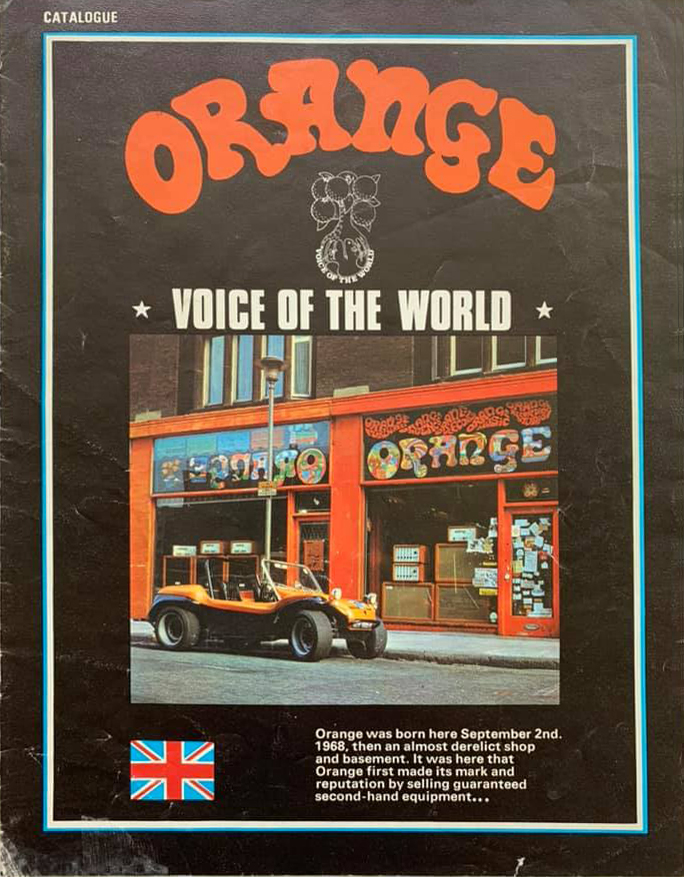 CATALOGUE
ORANGE
VOICE OF THE WORLD
VOICE OF THE WORLD
ORANGE
Orange was born here September 2nd.
1968, then an almost derelict shop
and basement. It was here that
Orange first made its mark and
reputation by selling guaranteed
second-hand equipment...